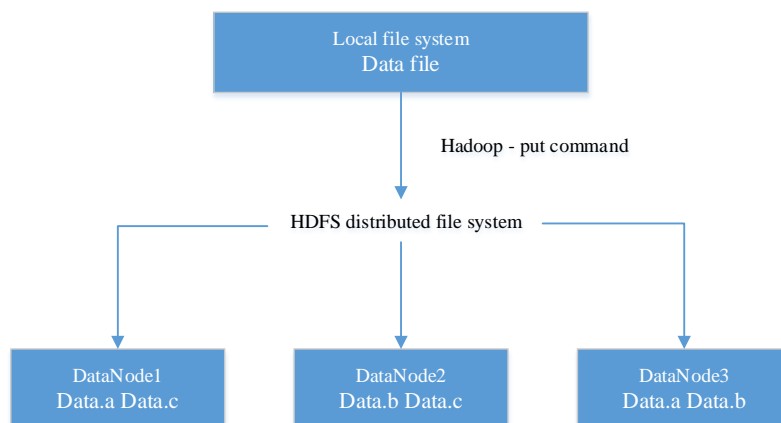 Local file system
Data file
Hadoop - put command
HDFS distributed file system
DataNode1
Data.a Data.c
DataNode2
Data.b Data.c
DataNode3
Data.a Data.b